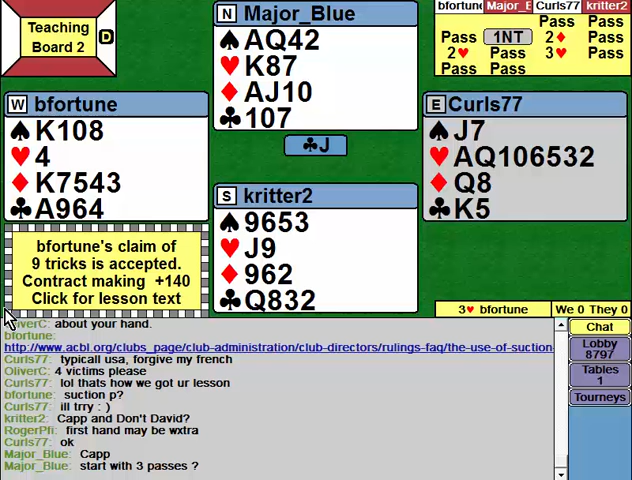 Teaching
Board 2
D
N Major_Blue
♠AQ42
♥K87
♦AJ10
♣107
bfortune Major_B Curls77 kritter2
Pass Pass
Pass 1NT 2♦ Pass
2♥ Pass 3♥ Pass
Pass Pass
W bfortune
♠K108
♥4
♦K7543
♣A964
♣J
E Curls77
♠J7
♥AQ106532
♦Q8
♣K5
S kritter2
♠9653
♥J9
♦962
♣Q832
bfortune's claim of
9 tricks is accepted.
Contract making +140
Click for lesson text
3♥ bfortune
We 0 They 0
OliverC: about your hand.
bfortune:
http://www.acbl.org/clubs_page/club-administration/club-directors/rulings-faq/the-use-of-suction-
Curls77: typicall usa, forgive my french
OliverC: 4 victims please
Curls77: lol thats how we got ur lesson
bfortune: suction p?
Curls77: ill trry : )
kritter2: Capp and Don't David?
RogerPfi: first hand may be wxtra
Curls77: ok
Major_Blue: Capp
Major_Blue: start with 3 passes ?
Chat
Lobby
8797
Tables
1
Tourneys